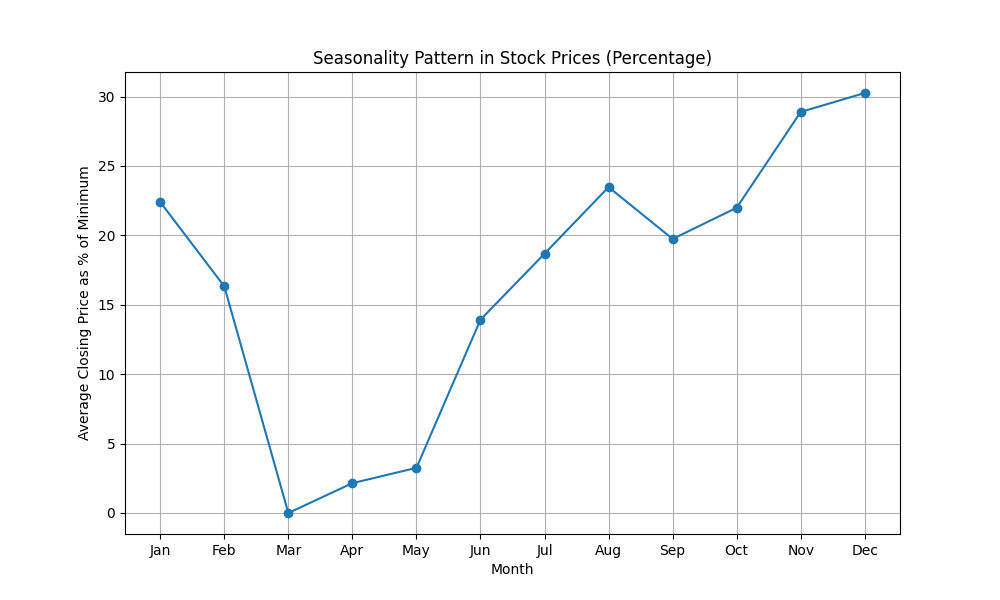 Seasonality Pattern in Stock Prices (Percentage)
Average Closing Price as % of Minimum
30
25
20
15
10
5
0
Jan Feb Mar Apr May Jun Jul Aug Sep Oct Nov Dec
Month